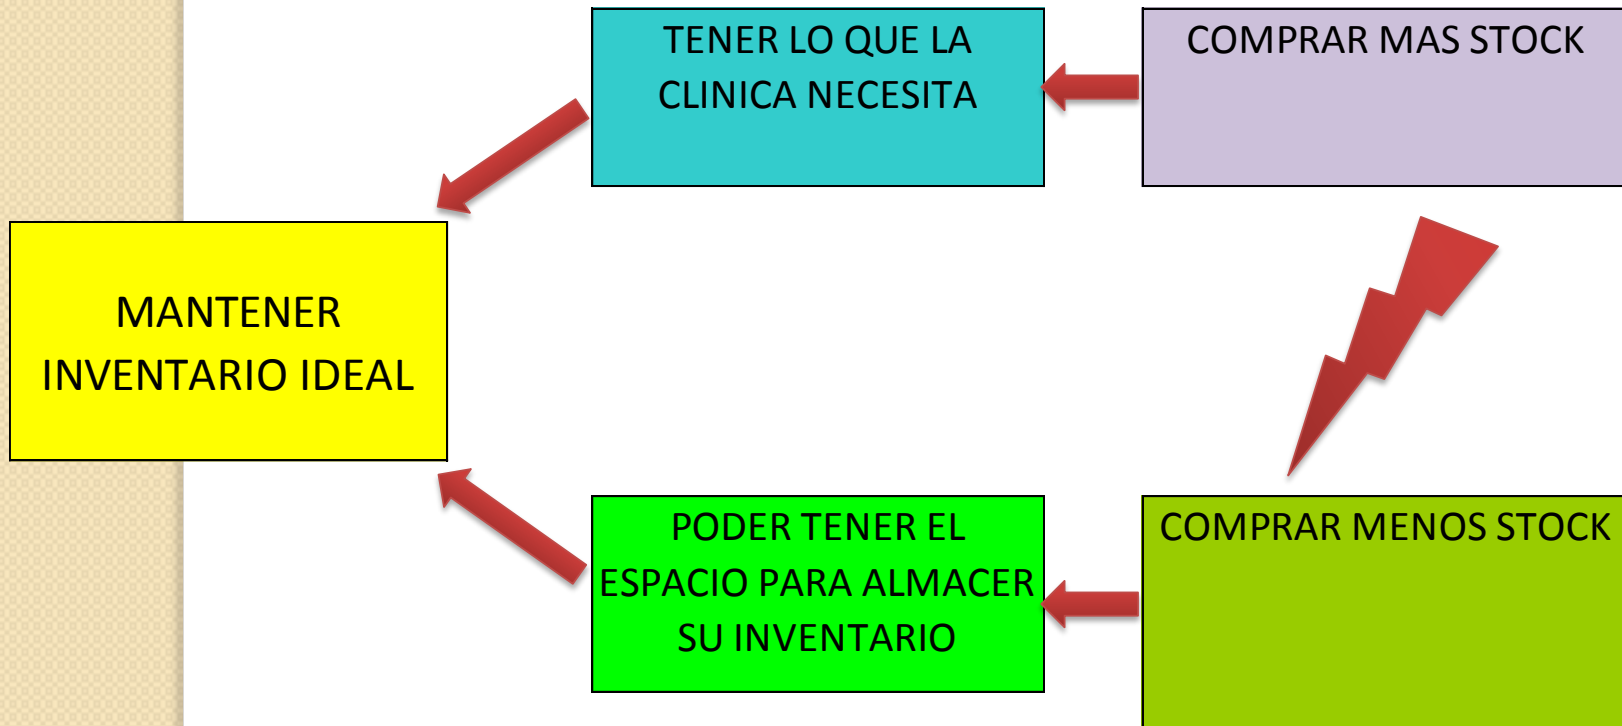 TENER LO QUE LA
CLINICA NECESITA
COMPRAR MAS STOCK
MANTENER
INVENTARIO IDEAL
PODER TENER EL
ESPACIO PARA ALMACER
SU INVENTARIO
COMPRAR MENOS STOCK